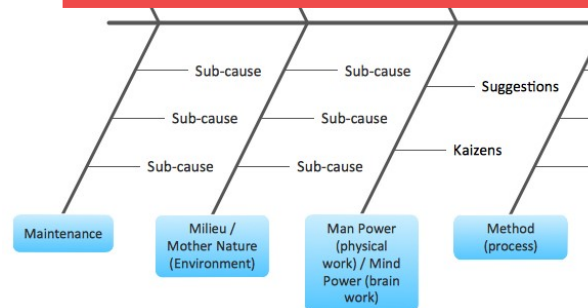 Sub-cause
Sub-cause
Suggestions
Sub-cause
Sub-cause
Kaizens
Sub-cause
Sub-cause
Maintenance
Milieu /
Mother Nature
(Environment)
Man Power
(physical
work) / Mind
Power (brain
work)
Method
(process)